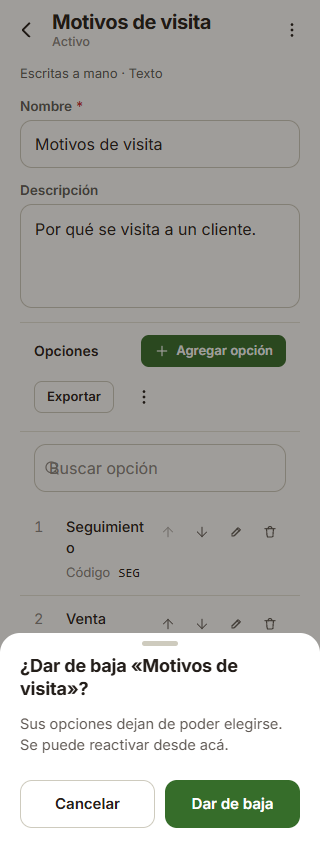 Motivos de visita
Activo
Escritas a mano · Texto
Nombre *
Motivos de visita
Descripción
Por qué se visita a un cliente.
Opciones
Agregar opción
Exportar
Buscar opción
1
Seguimient
o
Código SEG
2
Venta
¿Dar de baja «Motivos de
visita»?
Sus opciones dejan de poder elegirse.
Se puede reactivar desde acá.
Cancelar
Dar de baja